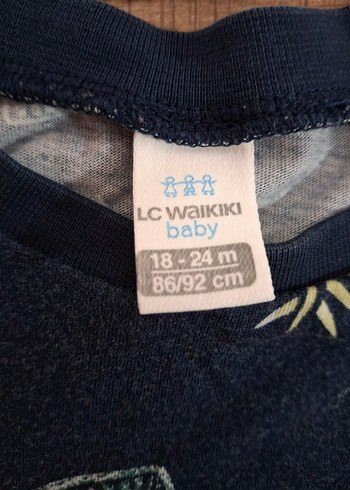 LC WAIKIKI
baby
18 - 24 m
86/92 cm